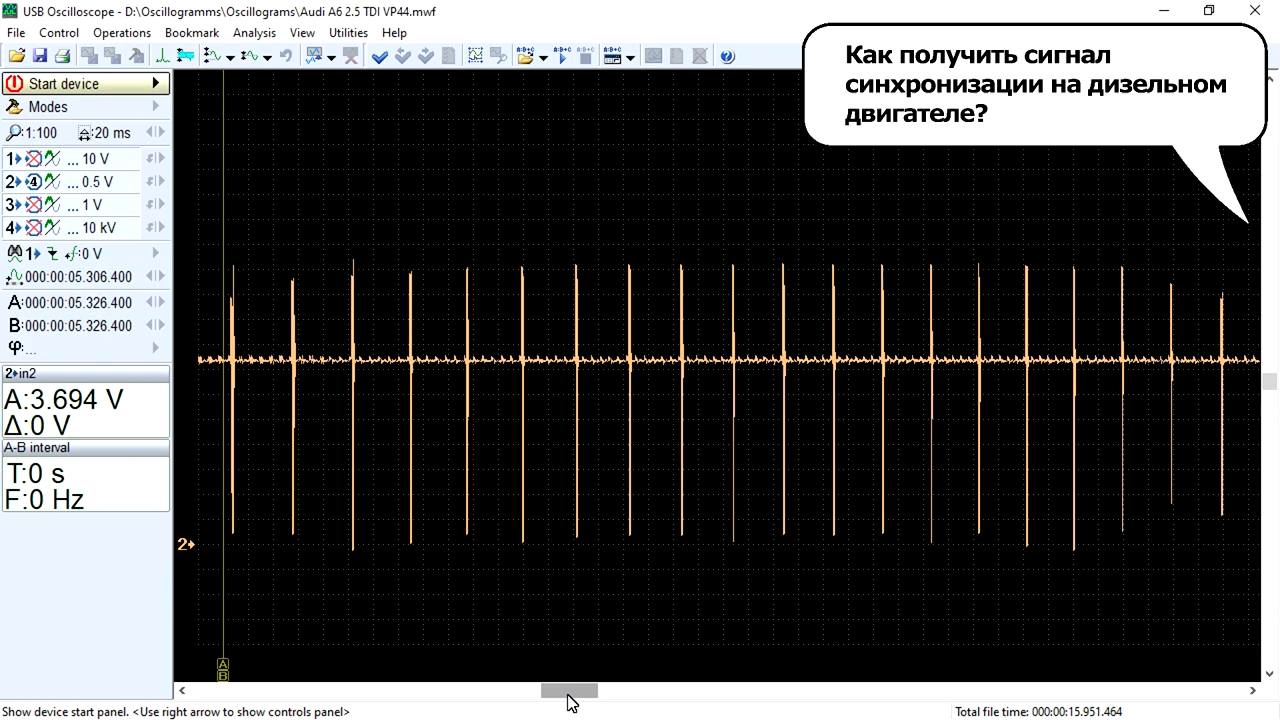 USB Oscilloscope - D:\Oscillogramms\Oscillograms\Audi A6 2.5 TDI VP44.mwf
File Control Operations Bookmark Analysis View Utilities Help
Как получить сигнал
синхронизации на дизельном
двигателе?
Start device
Modes
:1:100 :20 ms
1 ... 10 V
2 4 ... 0.5 V
3 ... 1 V
4 ... 10 kV
1 f:0 V
:000:00:05.306.400
A:000:00:05.326.400
B:000:00:05.326.400
φ:...
2 in2
A:3.694 V
Δ:0 V
A-B interval
T:0 s
F:0 Hz
2
A
B
Show device start panel. <Use right arrow to show controls panel>
Total file time: 000:00:15.951.464